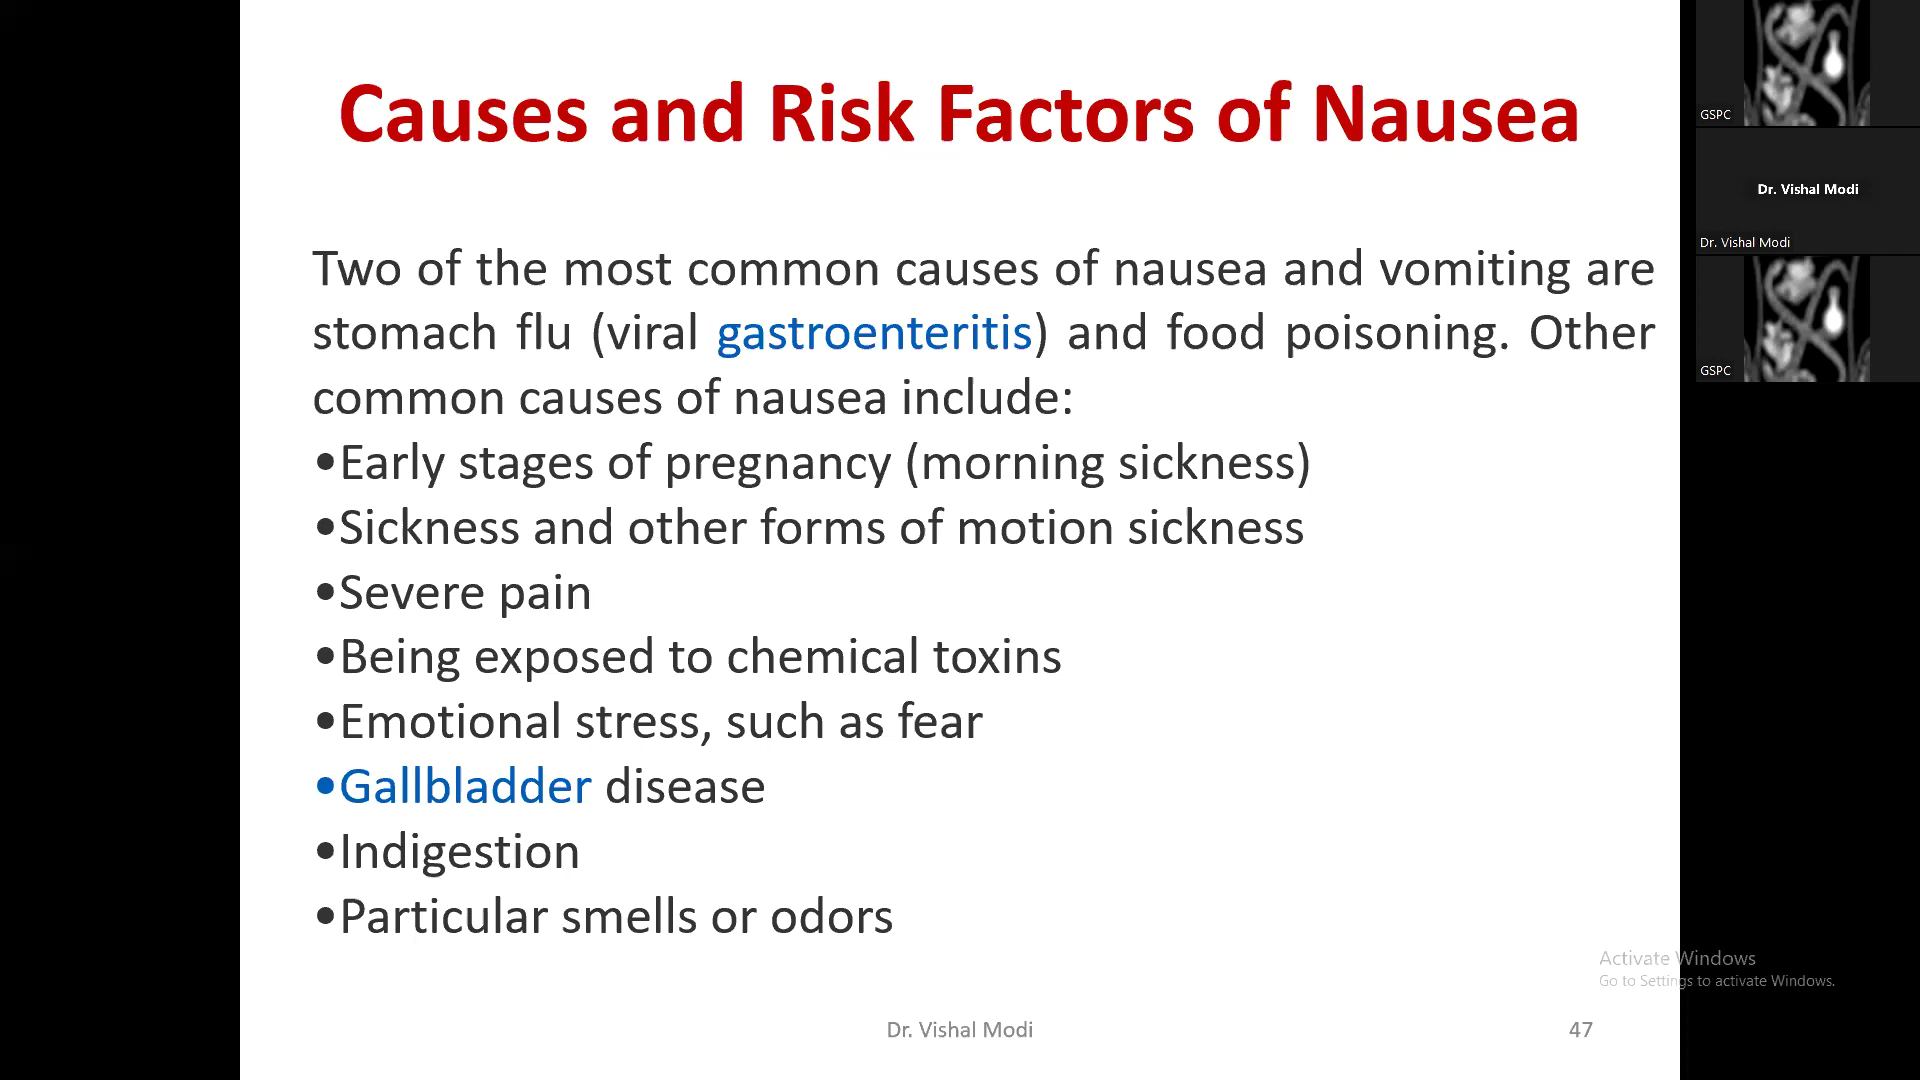 Causes and Risk Factors of Nausea
Two of the most common causes of nausea and vomiting are
stomach flu (viral gastroenteritis) and food poisoning. Other
common causes of nausea include:
•Early stages of pregnancy (morning sickness)
•Sickness and other forms of motion sickness
•Severe pain
•Being exposed to chemical toxins
•Emotional stress, such as fear
•Gallbladder disease
•Indigestion
•Particular smells or odors
Dr. Vishal Modi
47
GSPC
Dr. Vishal Modi
Dr. Vishal Modi
GSPC
Activate Windows
Go to Settings to activate Windows.